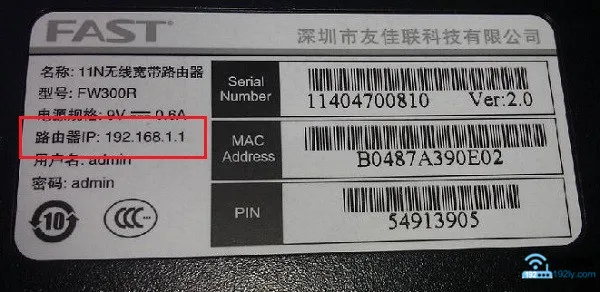 FAST®
深圳市友佳联科技有限公司
名称: 11N无线宽带路由器
型号: FW300R
电源规格: 9V⎓0.6A
路由器IP: 192.168.1.1
用户名: admin
密码: admin
10
CCC
Serial Number
11404700810 Ver:2.0
MAC Address
B0487A390E02
PIN
54913905
192ly.com